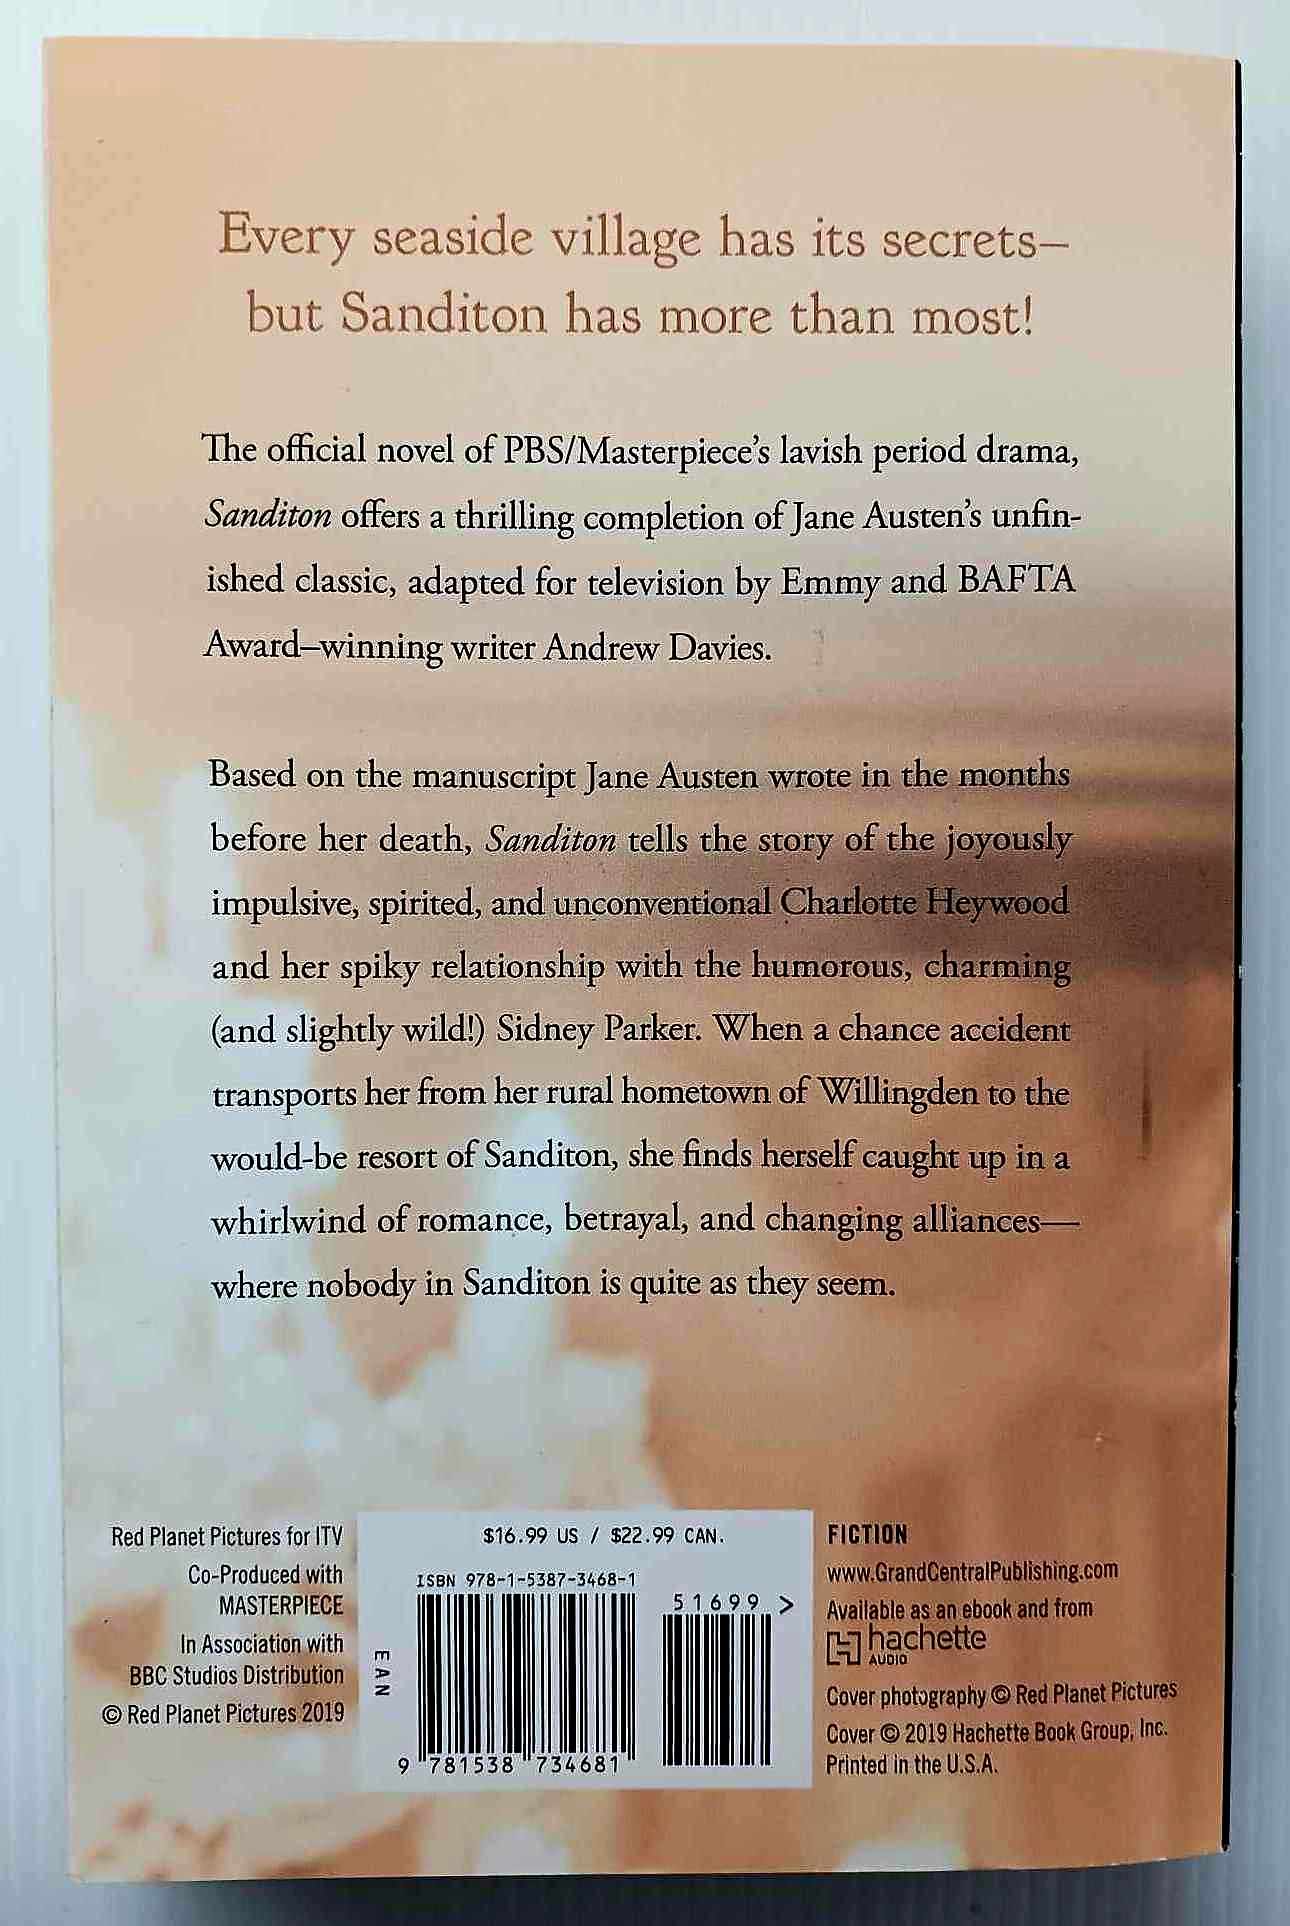 Every seaside village has its secrets—
but Sanditon has more than most!
The official novel of PBS/Masterpiece's lavish period drama,
Sanditon offers a thrilling completion of Jane Austen's unfin-
ished classic, adapted for television by Emmy and BAFTA
Award–winning writer Andrew Davies.
Based on the manuscript Jane Austen wrote in the months
before her death, Sanditon tells the story of the joyously
impulsive, spirited, and unconventional Charlotte Heywood
and her spiky relationship with the humorous, charming
(and slightly wild!) Sidney Parker. When a chance accident
transports her from her rural hometown of Willingden to the
would-be resort of Sanditon, she finds herself caught up in a
whirlwind of romance, betrayal, and changing alliances—
where nobody in Sanditon is quite as they seem.
Red Planet Pictures for ITV
Co-Produced with
MASTERPIECE
In Association with
BBC Studios Distribution
© Red Planet Pictures 2019
$16.99 US / $22.99 CAN.
ISBN 978-1-5387-3468-1
51699 >
EAN
9 781538 734681
FICTION
www.GrandCentralPublishing.com
Available as an ebook and from
hachette
AUDIO
Cover photography © Red Planet Pictures
Cover © 2019 Hachette Book Group, Inc.
Printed in the U.S.A.